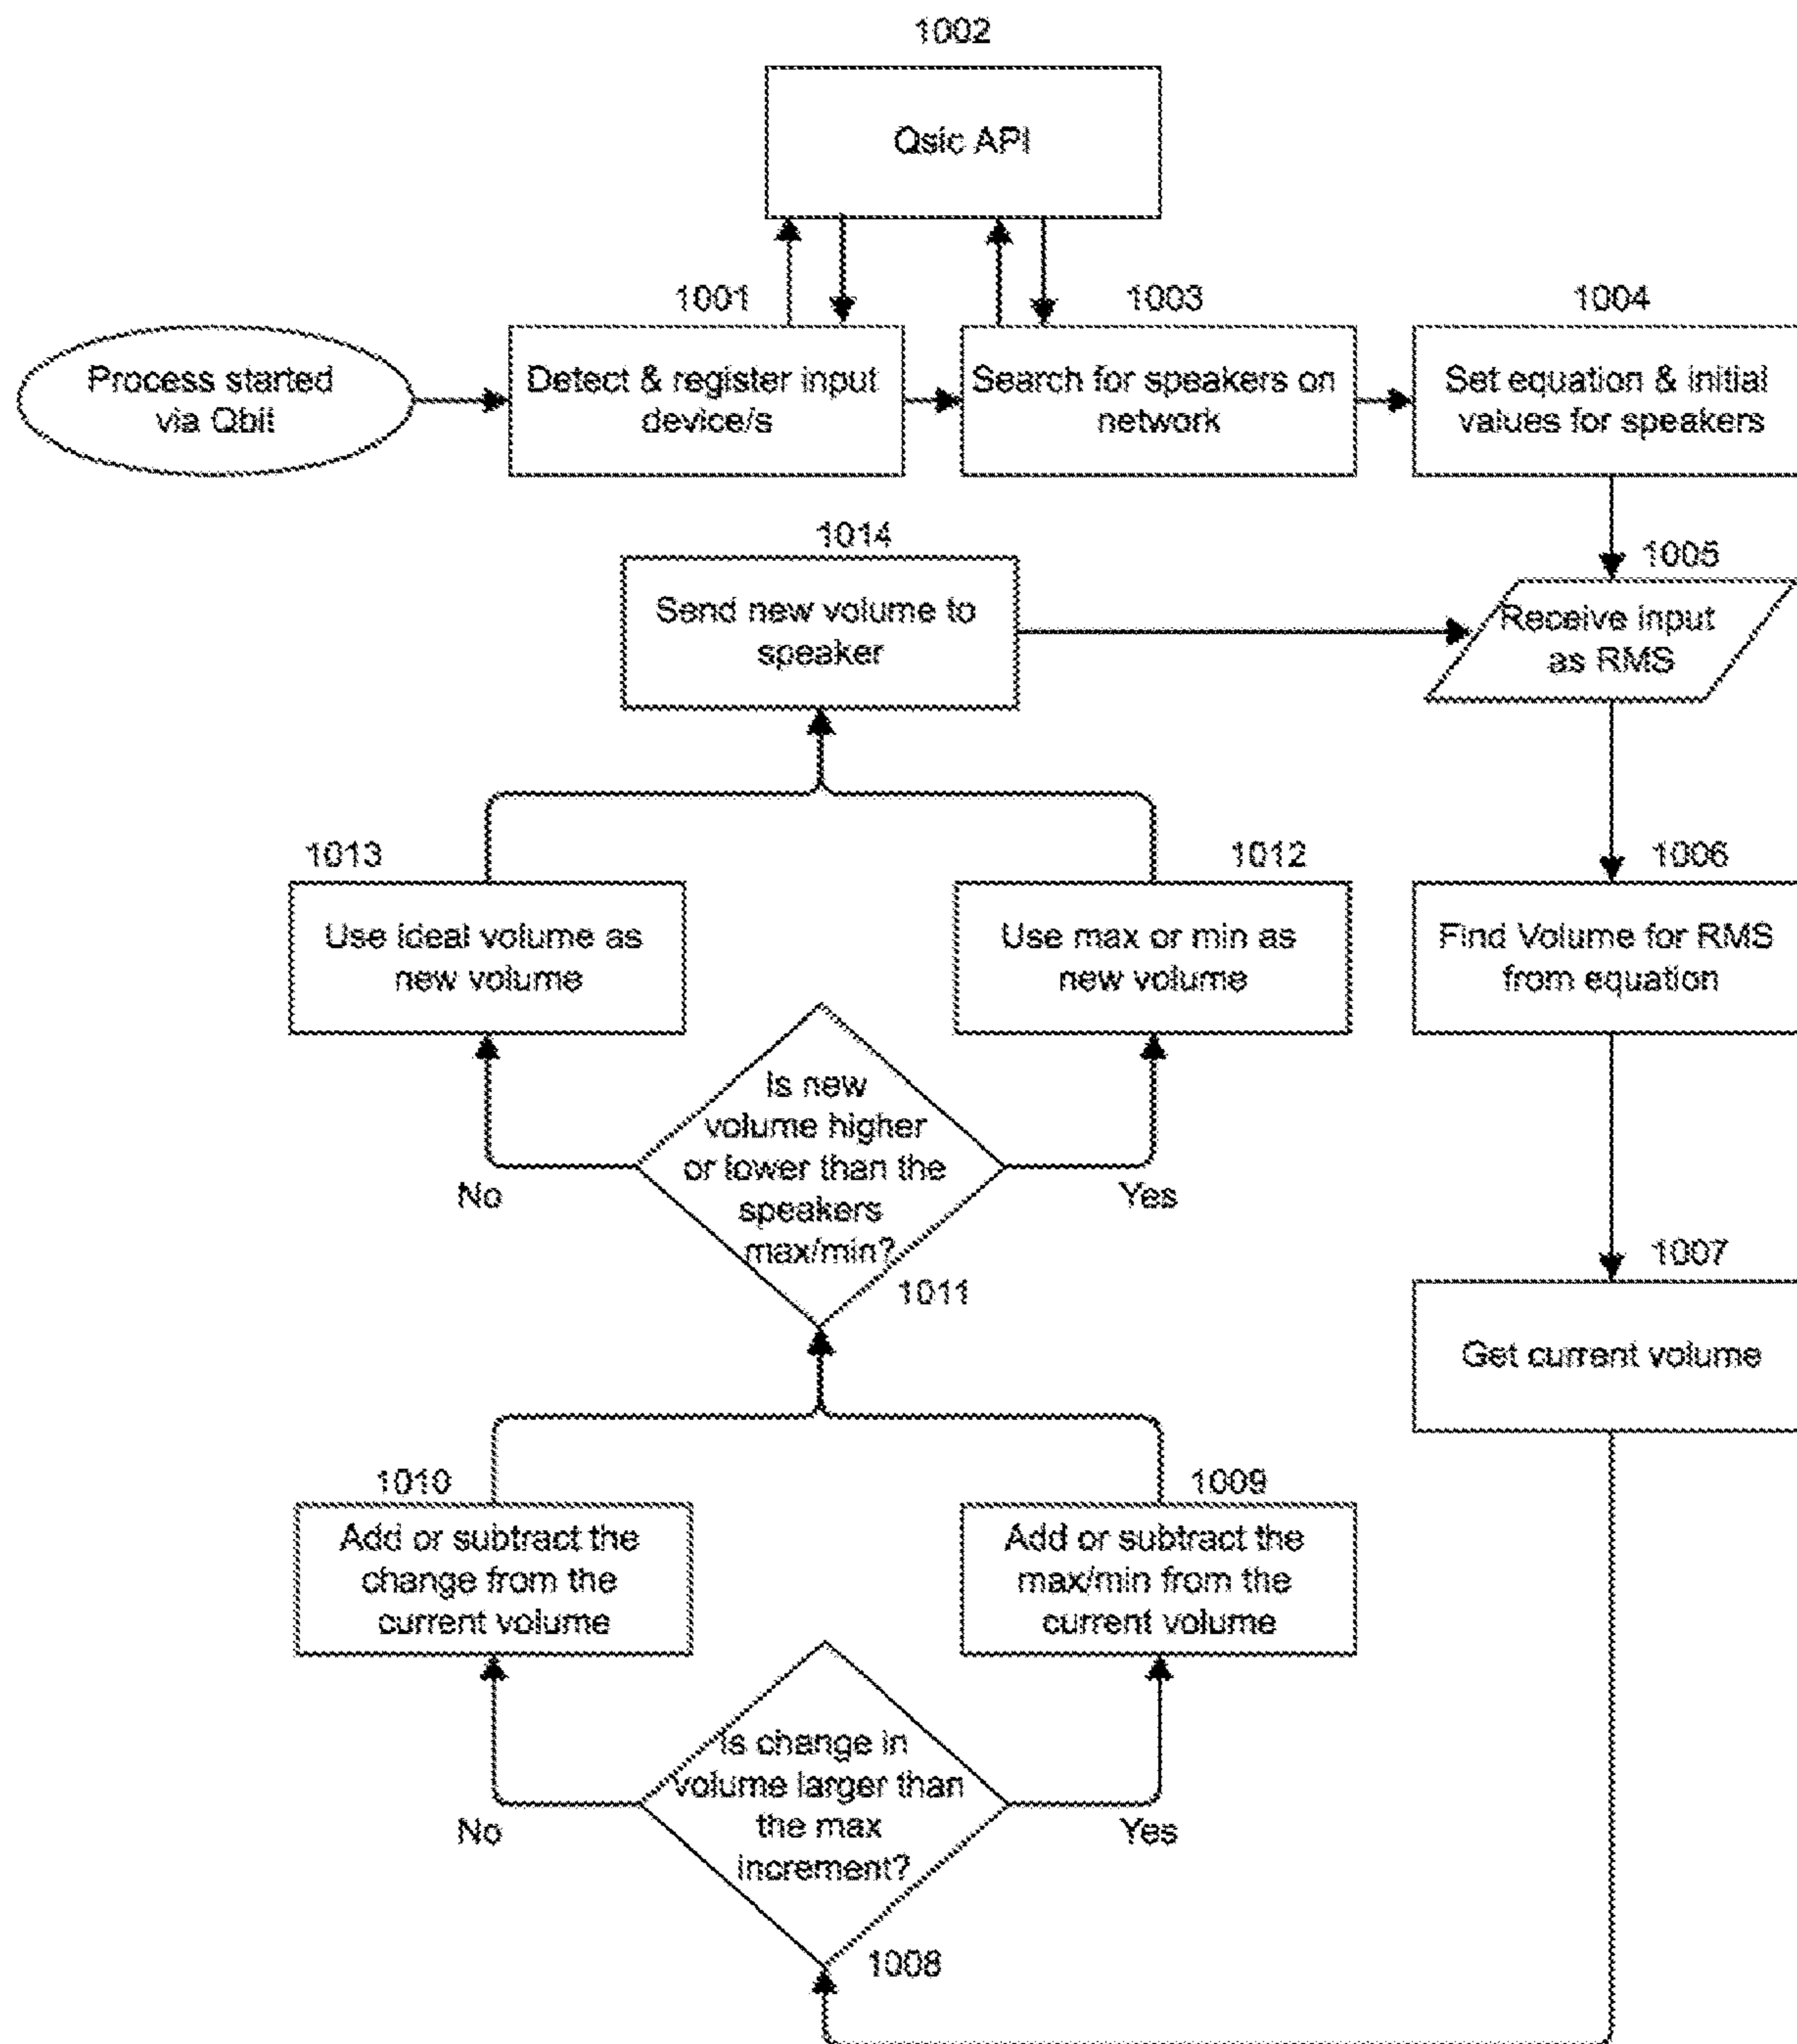 1002
Qsic API
1001
1003
1004
Process started
via Qbit
Detect & register input
device/s
Search for speakers on
network
Set equation & initial
values for speakers
1014
1005
Send new volume to
speaker
Receive input
as RMS
1013
1012
1006
Use ideal volume as
new volume
Use max or min as
new volume
Find Volume for RMS
from equation
Is new
volume higher
or lower than the
speakers
max/min?
No
Yes
1011
1007
Get current volume
1010
1009
Add or subtract the
change from the
current volume
Add or subtract the
max/min from the
current volume
Is change in
volume larger than
the max
increment?
No
Yes
1008